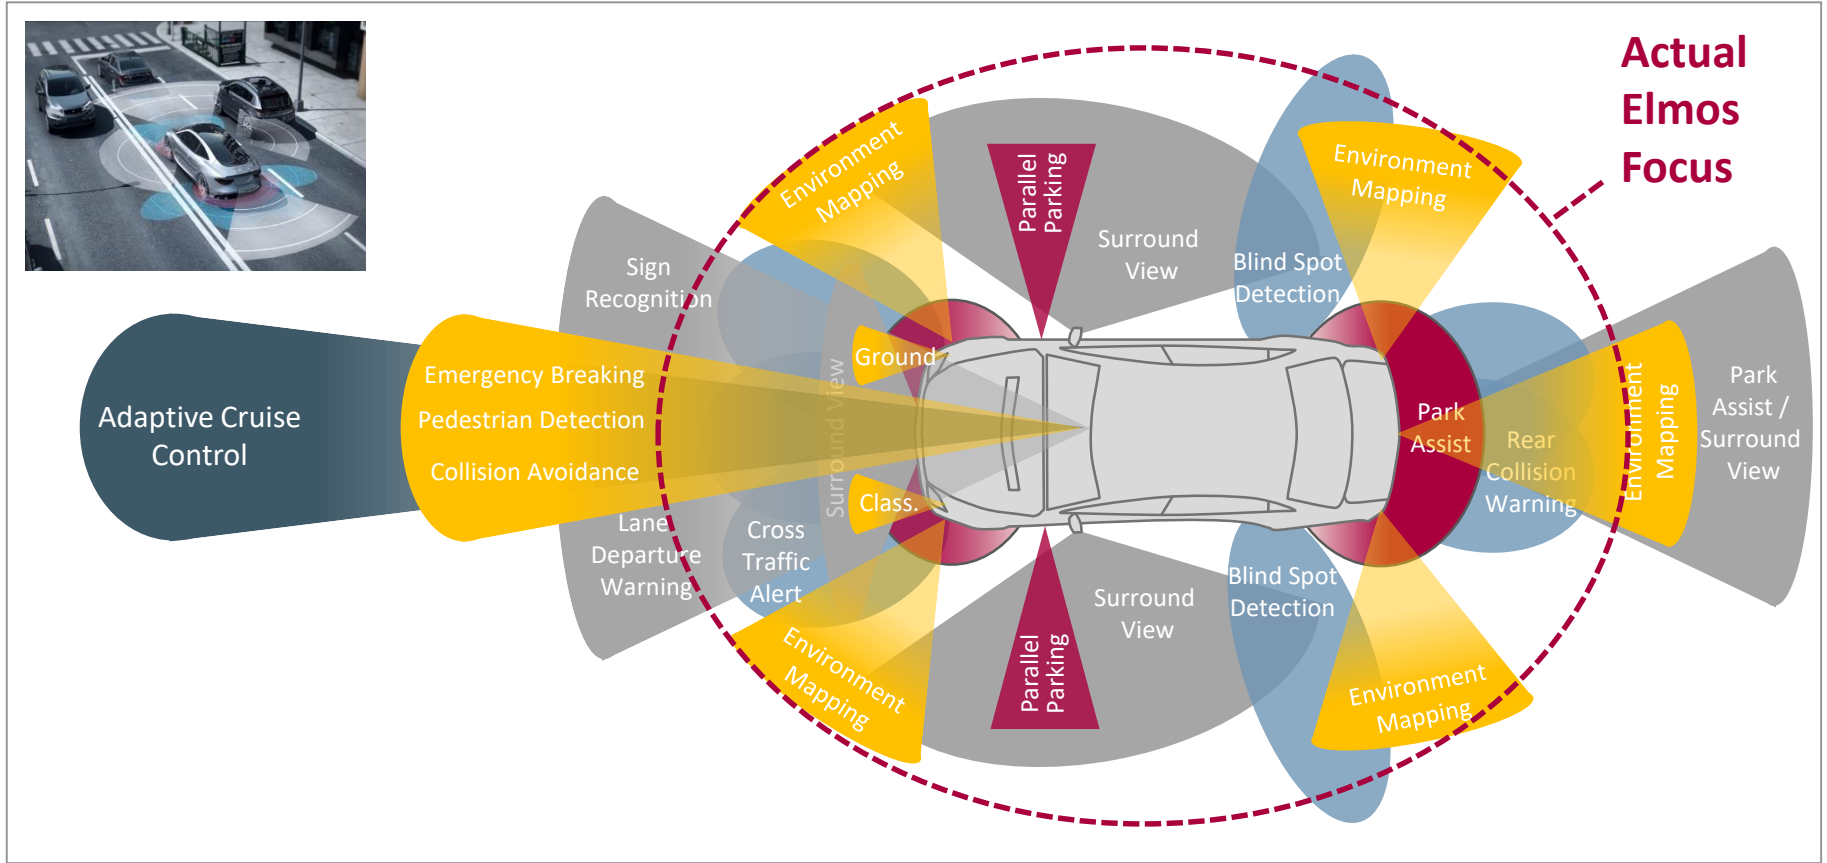 Actual
Elmos
Focus
Environment
Mapping
Parallel
Parking
Surround
View
Blind Spot
Detection
Environment
Mapping
Sign
Recognition
Adaptive Cruise
Control
Emergency Breaking
Pedestrian Detection
Collision Avoidance
Lane
Departure
Warning
Cross
Traffic
Alert
Surround View
Ground
Class.
Park
Assist
Rear
Collision
Warning
Environment
Mapping
Park
Assist /
Surround
View
Environment
Mapping
Parallel
Parking
Surround
View
Blind Spot
Detection
Environment
Mapping